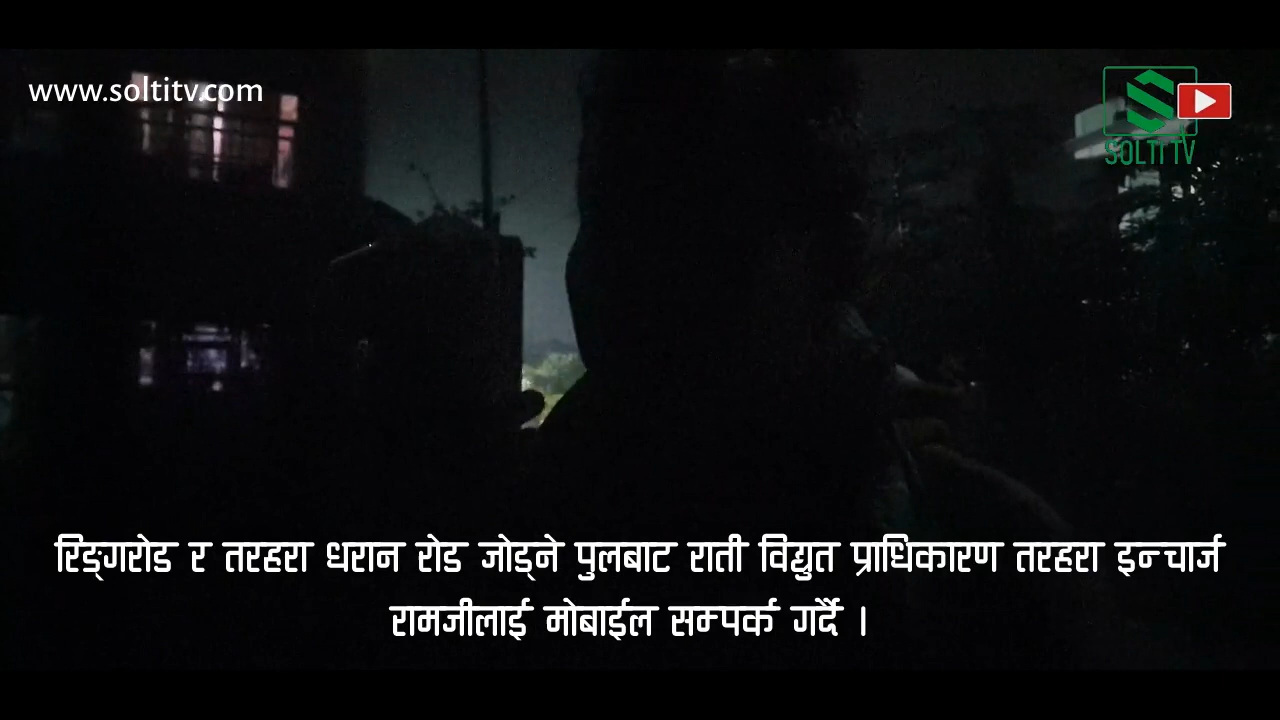 www.soltitv.com
SOLTI TV
रिङ्गरोड र तरहरा धरान रोड जोड्ने पुलबाट राती विद्युत प्राधिकारण तरहरा इन्चार्ज
रामजीलाई मोबाईल सम्पर्क गर्दै ।